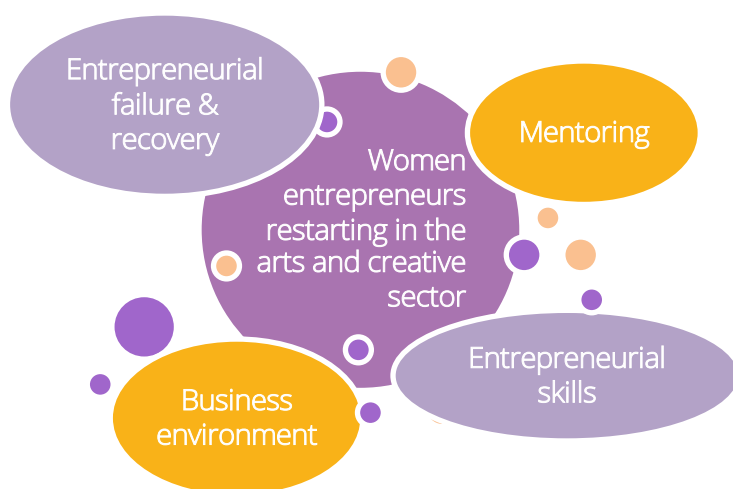 Entrepreneurial
failure &
recovery
Mentoring
Women
entrepreneurs
restarting in the
arts and creative
sector
Entrepreneurial
skills
Business
environment